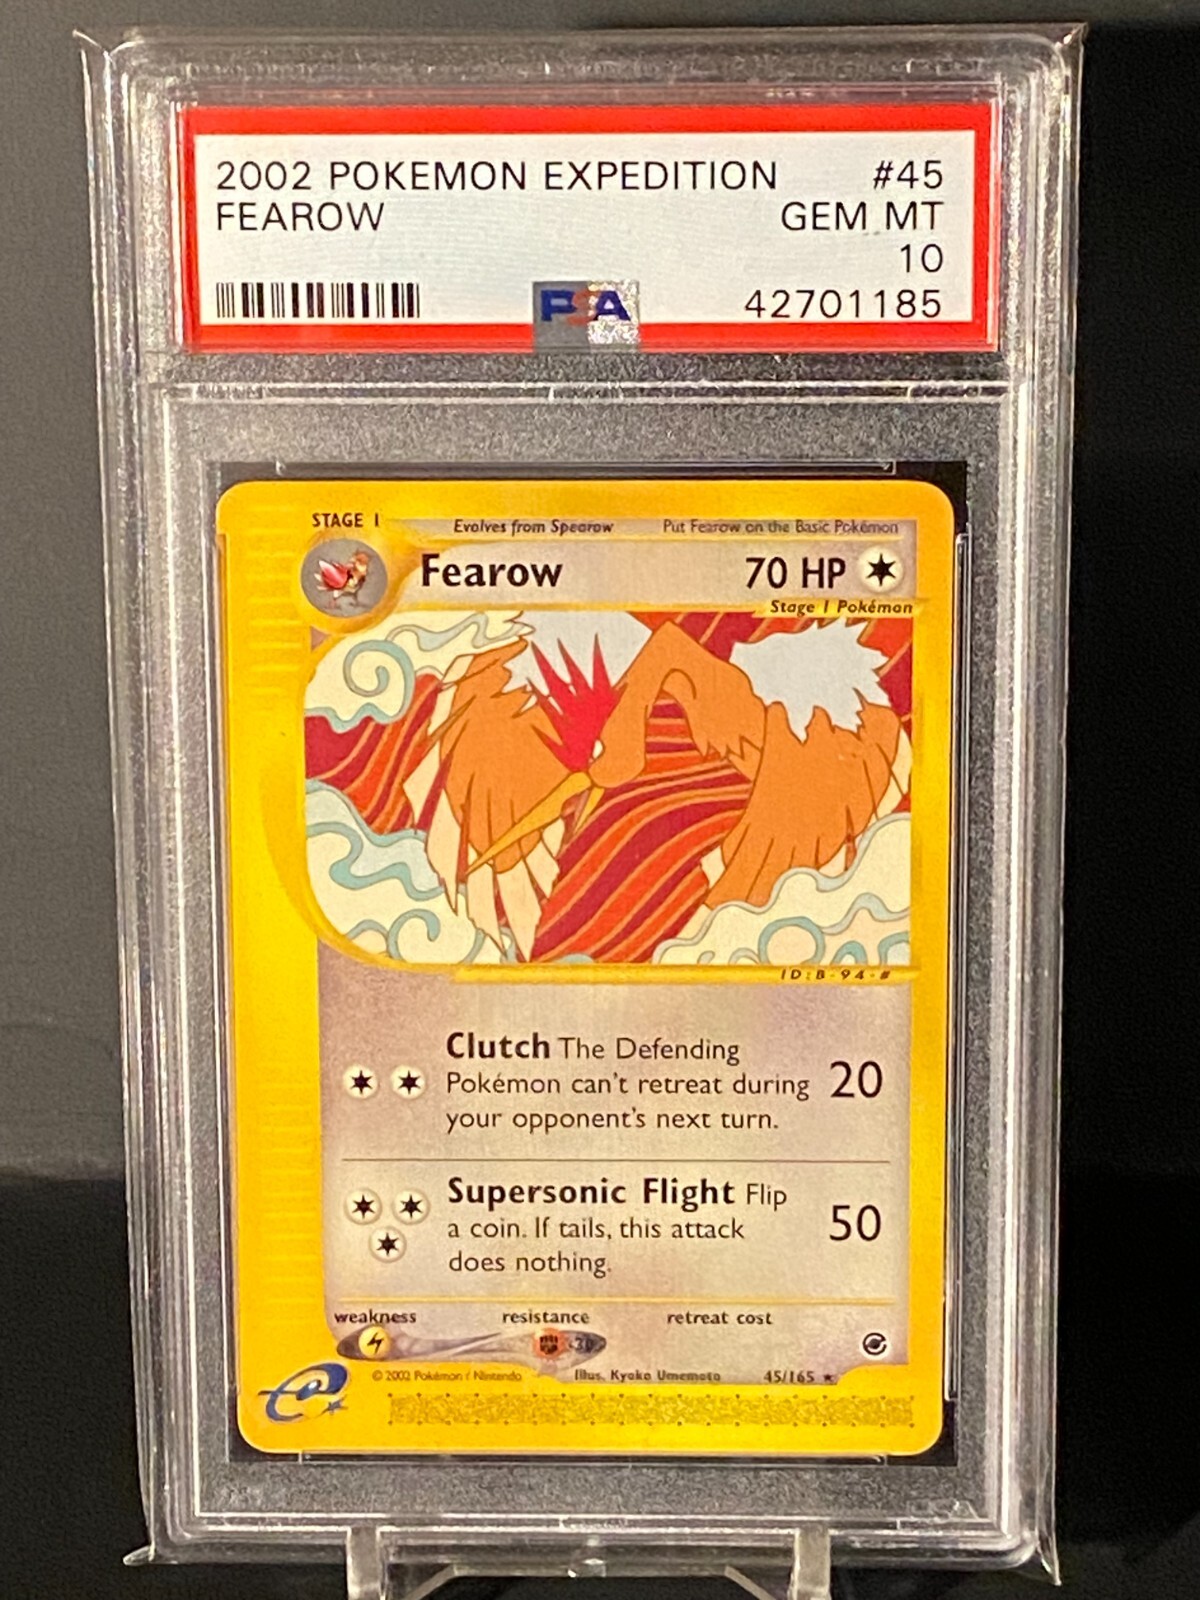 2002 POKEMON EXPEDITION #45
FEAROW GEM MT
10
PSA 42701185
STAGE 1 Evolves from Spearow Put Fearow on the Basic Pokémon
Fearow 70 HP
Stage 1 Pokémon
ID:B-94-#
Clutch The Defending
Pokémon can't retreat during 20
your opponent's next turn.
Supersonic Flight Flip
a coin. If tails, this attack 50
does nothing.
weakness resistance retreat cost
-30
© 2002 Pokémon / Nintendo Illus. Kyoko Umemoto 45/165 ★
e